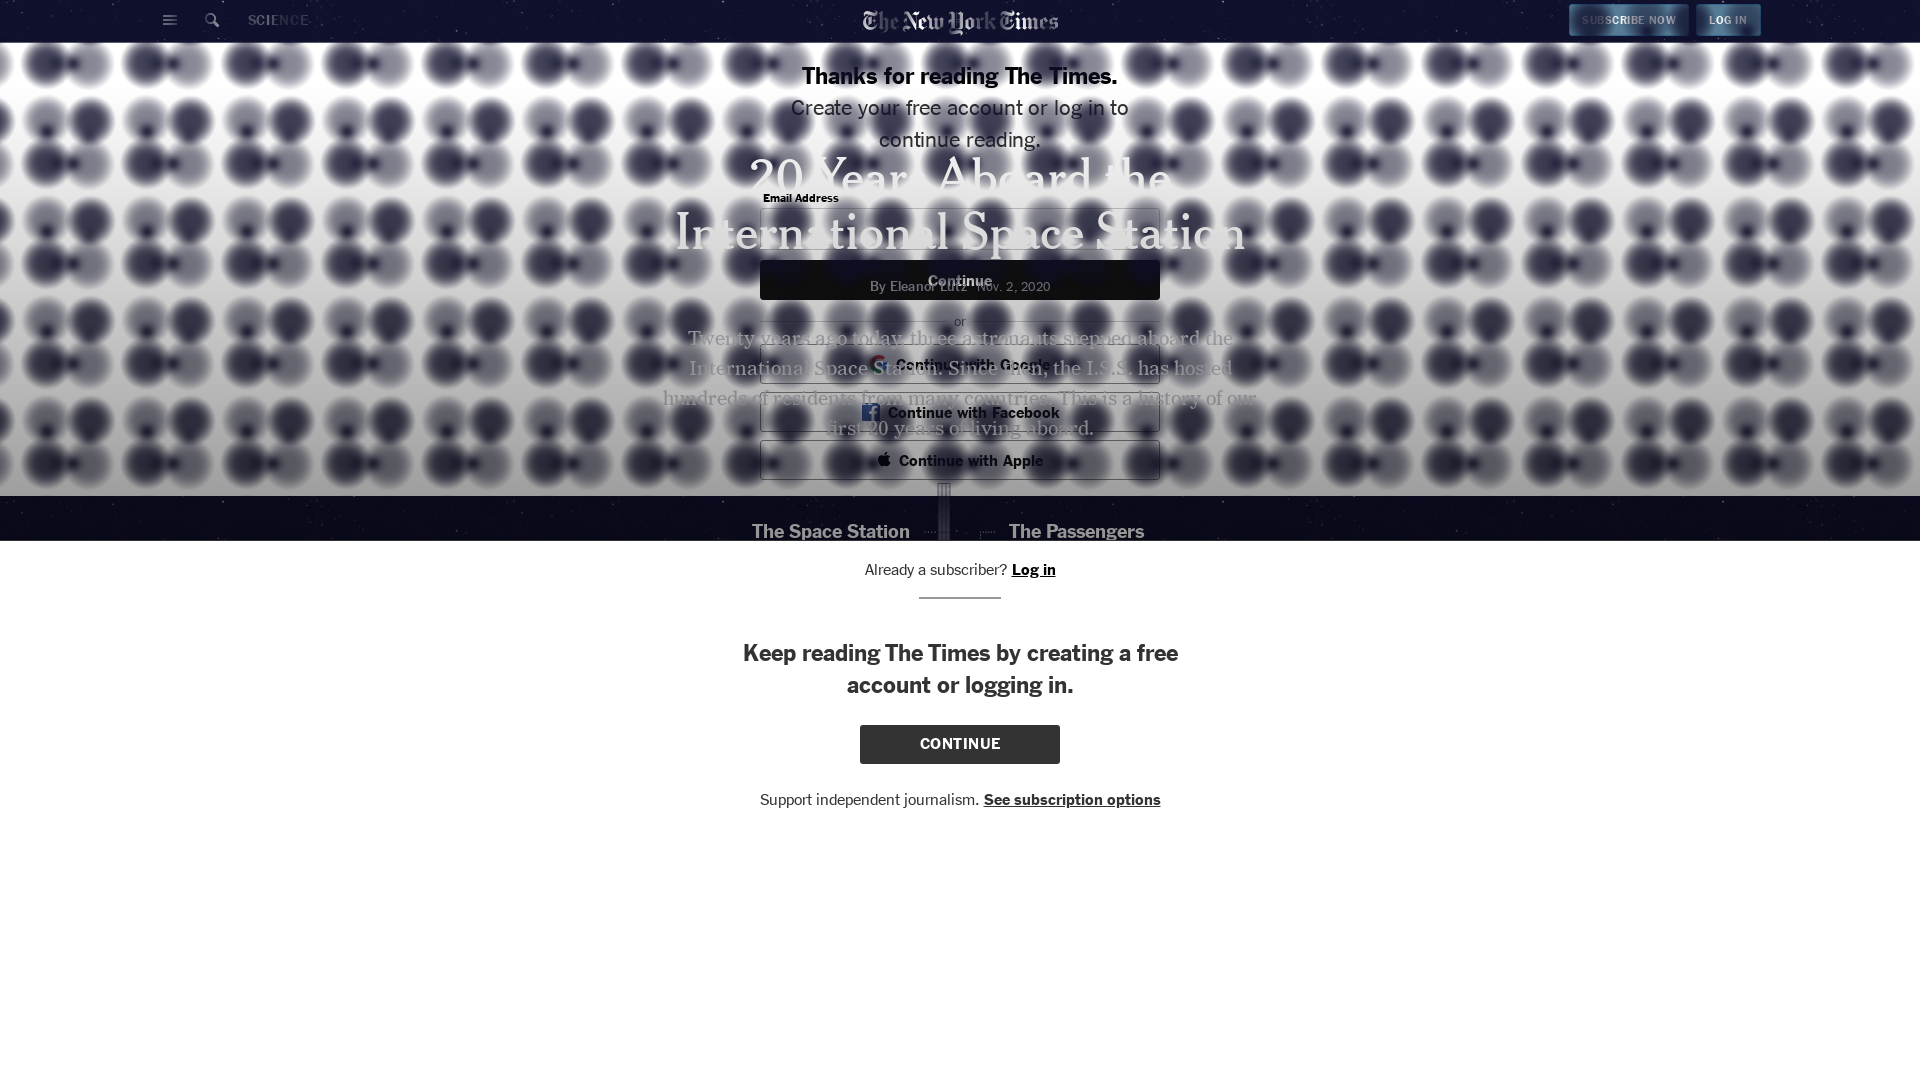 SCIENCE
The New York Times
SUBSCRIBE NOW
LOG IN
Thanks for reading The Times.
Create your free account or log in to
continue reading.
20 Years Aboard the
Email Address
International Space Station
Continue
By Eleanor Lutz Nov. 2, 2020
or
Twenty years ago today, three astronauts stepped aboard the
Continue with Google
International Space Station. Since then, the I.S.S. has hosted
hundreds of residents from many countries. This is a history of our
Continue with Facebook
first 20 years of living aboard.
Continue with Apple
The Space Station
The Passengers
Already a subscriber? Log in
Keep reading The Times by creating a free
account or logging in.
CONTINUE
Support independent journalism. See subscription options